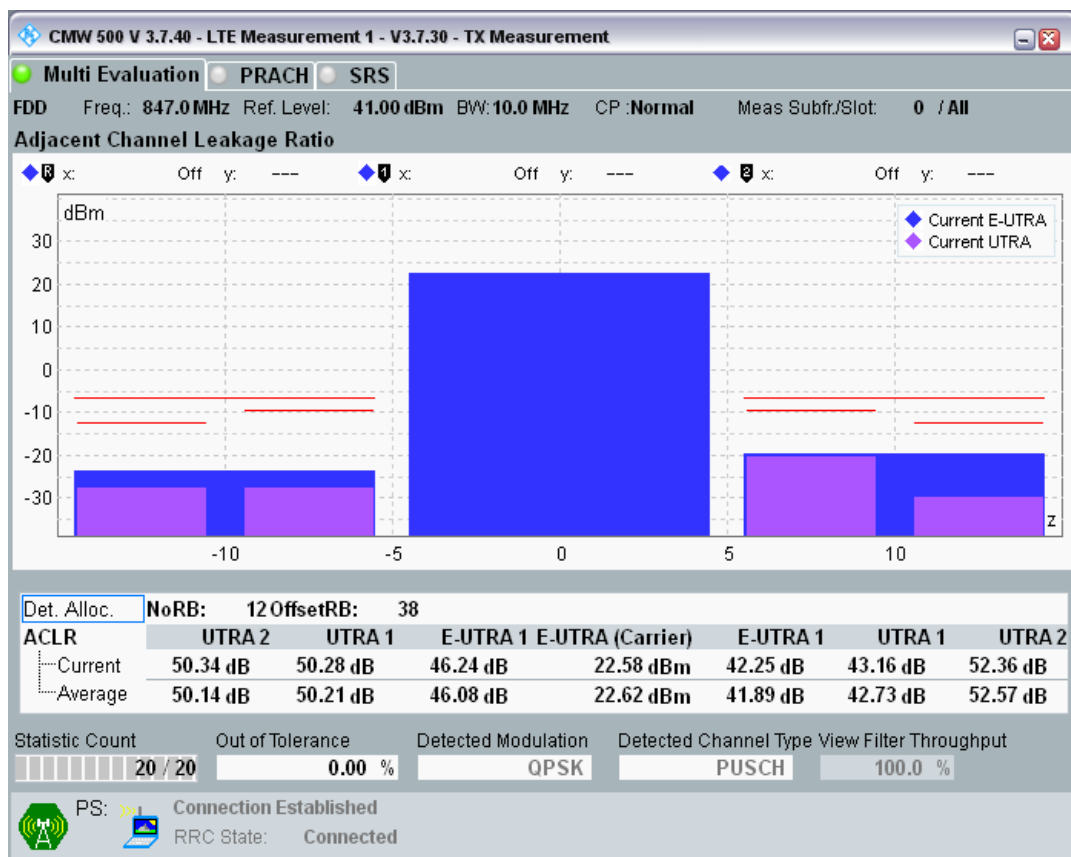 CMW 500 V 3.7.40 - LTE Measurement 1 - V3.7.30 - TX Measurement
Multi Evaluation PRACH SRS
FDD Freq.: 847.0 MHz Ref. Level: 41.00 dBm BW: 10.0 MHz CP :Normal Meas Subfr./Slot: 0 / All
Adjacent Channel Leakage Ratio
R x: Off y: --- 1 x: Off y: --- 2 x: Off y: ---
dBm
Current E-UTRA
Current UTRA
30
20
10
0
-10
-20
-30
z
-10 -5 0 5 10
Det. Alloc. NoRB: 12 OffsetRB: 38
ACLR UTRA 2 UTRA 1 E-UTRA 1 E-UTRA (Carrier) E-UTRA 1 UTRA 1 UTRA 2
Current 50.34 dB 50.28 dB 46.24 dB 22.58 dBm 42.25 dB 43.16 dB 52.36 dB
Average 50.14 dB 50.21 dB 46.08 dB 22.62 dBm 41.89 dB 42.73 dB 52.57 dB
Statistic Count Out of Tolerance Detected Modulation Detected Channel Type View Filter Throughput
20 / 20 0.00 % QPSK PUSCH 100.0 %
PS: Connection Established
RRC State: Connected